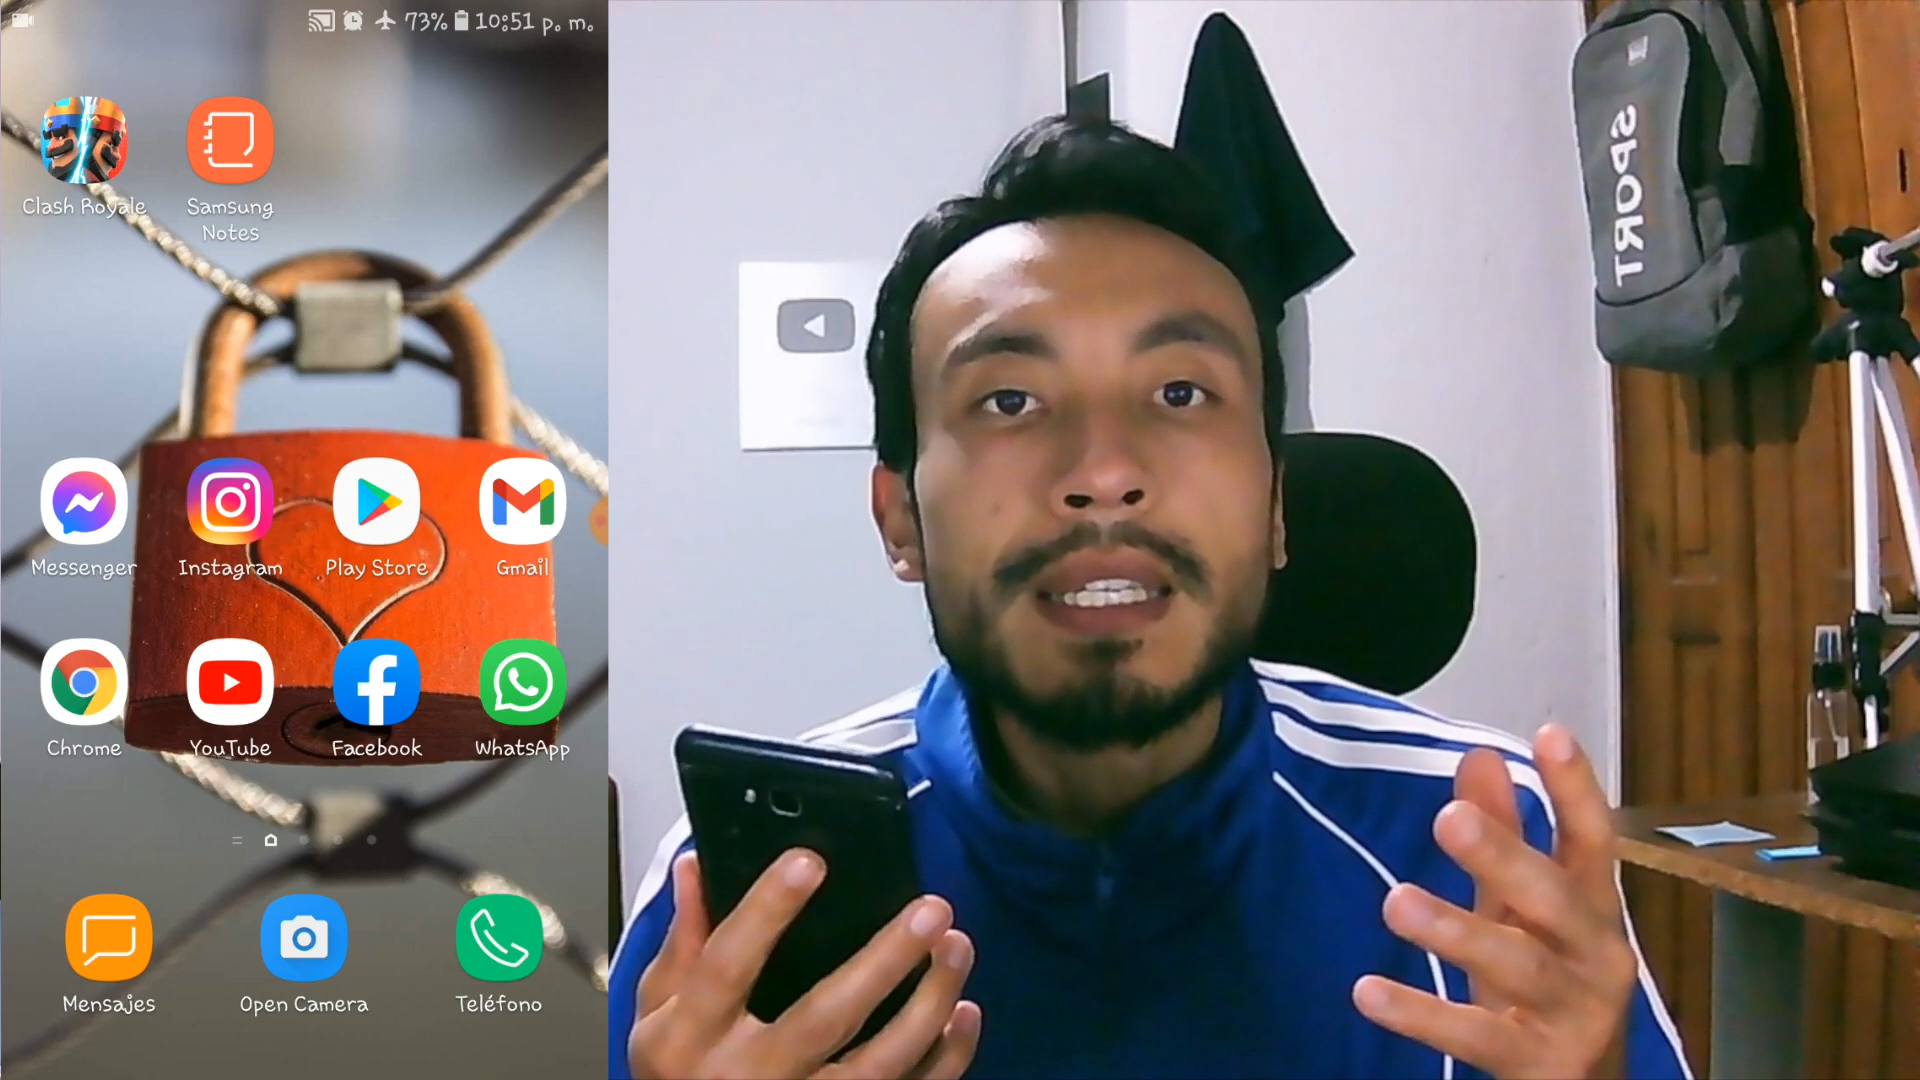 73% 10:51 p. m.
Clash Royale
Samsung
Notes
Messenger
Instagram
Play Store
Gmail
Chrome
YouTube
Facebook
WhatsApp
Mensajes
Open Camera
Teléfono
SPORT